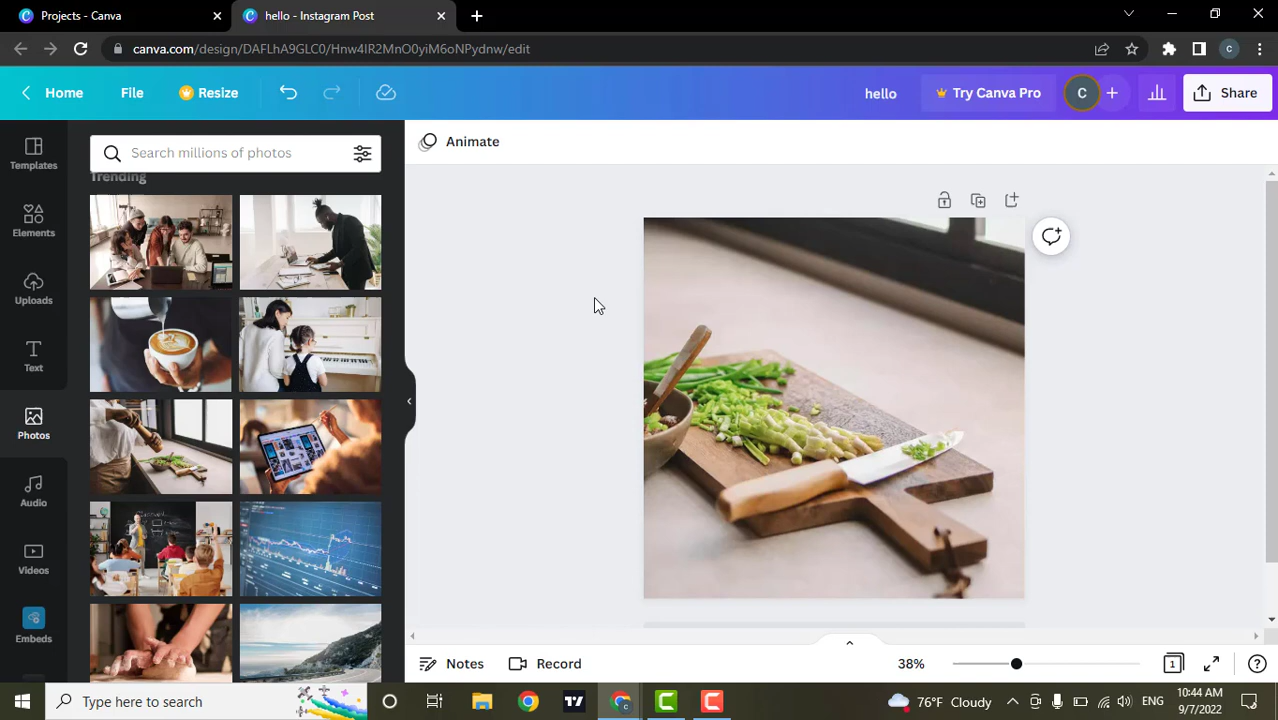 Projects - Canva
hello - Instagram Post
canva.com/design/DAFLhA9GLC0/Hnw4IR2MnO0yiM6oNPydnw/edit
C
Home
File
Resize
hello
Try Canva Pro
C
Share
Templates
Elements
Uploads
Text
Photos
Audio
Videos
Embeds
Search millions of photos
Trending
Animate
Notes
Record
38%
1
Type here to search
76°F Cloudy
ENG
10:44 AM
9/7/2022